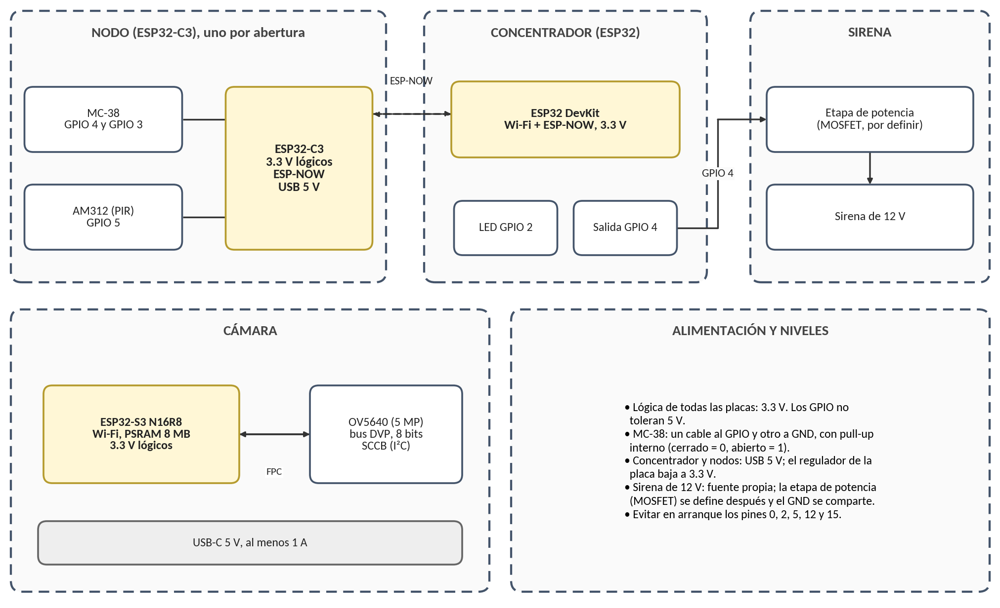 NODO (ESP32-C3), uno por abertura
MC-38
GPIO 4 y GPIO 3
AM312 (PIR)
GPIO 5
ESP32-C3
3.3 V lógicos
ESP-NOW
USB 5 V
ESP-NOW
CONCENTRADOR (ESP32)
ESP32 DevKit
Wi-Fi + ESP-NOW, 3.3 V
LED GPIO 2
Salida GPIO 4
GPIO 4
SIRENA
Etapa de potencia
(MOSFET, por definir)
Sirena de 12 V
CÁMARA
ESP32-S3 N16R8
Wi-Fi, PSRAM 8 MB
3.3 V lógicos
FPC
OV5640 (5 MP)
bus DVP, 8 bits
SCCB (I²C)
USB-C 5 V, al menos 1 A
ALIMENTACIÓN Y NIVELES
• Lógica de todas las placas: 3.3 V. Los GPIO no
toleran 5 V.
• MC-38: un cable al GPIO y otro a GND, con pull-up
interno (cerrado = 0, abierto = 1).
• Concentrador y nodos: USB 5 V; el regulador de la
placa baja a 3.3 V.
• Sirena de 12 V: fuente propia; la etapa de potencia
(MOSFET) se define después y el GND se comparte.
• Evitar en arranque los pines 0, 2, 5, 12 y 15.